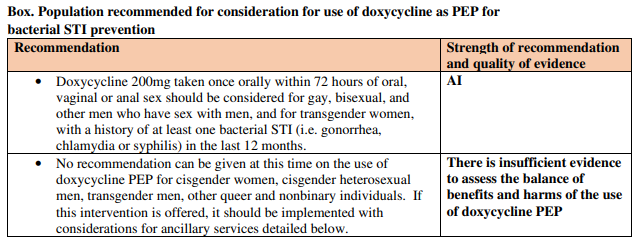 Box. Population recommended for consideration for use of doxycycline as PEP for
bacterial STI prevention
Recommendation
Strength of recommendation
and quality of evidence
• Doxycycline 200mg taken once orally within 72 hours of oral,
vaginal or anal sex should be considered for gay, bisexual, and
other men who have sex with men, and for transgender women,
with a history of at least one bacterial STI (i.e. gonorrhea,
chlamydia or syphilis) in the last 12 months.
AI
• No recommendation can be given at this time on the use of
doxycycline PEP for cisgender women, cisgender heterosexual
men, transgender men, other queer and nonbinary individuals.  If
this intervention is offered, it should be implemented with
considerations for ancillary services detailed below.
There is insufficient evidence
to assess the balance of
benefits and harms of the use
of doxycycline PEP